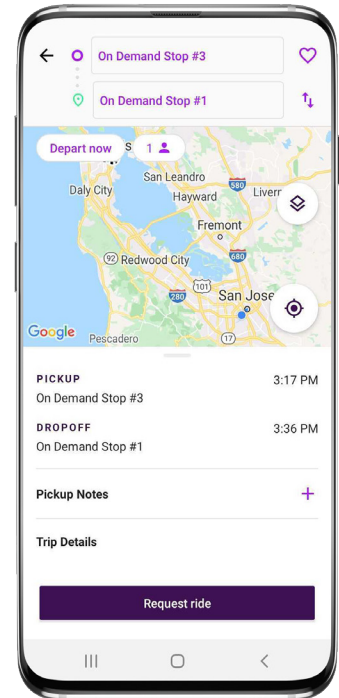 On Demand Stop #3
On Demand Stop #1
Depart now
1
S
San Leandro
580
Daly City
Hayward
Liverr
Fremont
92
Redwood City
680
101
280
San Jose
Google
Pescadero
17
PICKUP 3:17 PM
On Demand Stop #3
DROPOFF 3:36 PM
On Demand Stop #1
Pickup Notes
Trip Details
Request ride